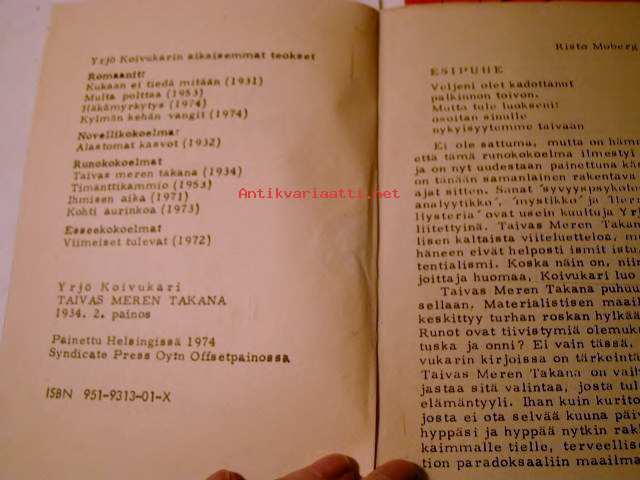 Yrjö Koivukarin aikaisemmat teokset
Romaanit:
Kukaan ei tiedä mitään (1931)
Multa polttaa (1953)
Häkämyrkytys (1974)
Kylmän kehän vangit (1974)
Novellikokoelmat
Alastomat kasvot (1932)
Runokokoelmat
Taivas meren takana (1934)
Timanttikammio (1953)
Ihmisen aika (1971)
Kohti aurinkoa (1973)
Esseekokoelmat
Viimeiset tulevat (1972)
Yrjö Koivukari
TAIVAS MEREN TAKANA
1934. 2. painos
Painettu Helsingissä 1974
Syndicate Press Oy:n Offsetpainossa
ISBN 951-9313-01-X
Antikvariaatti.net
Risto Moberg
ESIPUHE
Veljeni olet kadottanut
palkinnon toivon.
Mutta tule luokseni:
osoitan sinulle
nykyisyytemme taivaan
Ei ole sattuma, mutta on
että tämä runokokoelma ilmestyi
ja on nyt uudestaan painettuna
on tänään samanlainen rakentava
ajat sitten. Sanat
analyytikko', 'mystikko' ja
Hysteria' ovat usein kuultuja
liitettyinä. Taivas Meren
lisen kaltaista viiteluetteloa,
häneen eivät helposti ismit
tentialismi. Koska näin on,
joittaja huomaa, Koivukari luo
Taivas Meren Takana
sellaan. Materialistisen
keskittyy turhan roskan
Runot ovat tiivistymiä
tuska ja onni? Ei vain tässä,
vukarin kirjoissa on
Taivas Meren Takana on
jastaa sitä valintaa, josta
elämäntyyli. Ihan kuin
josta ei ota selvää kuuna
hyppäsi ja hyppää nytkin
kaimmalle tielle,
tion paradoksaaliin